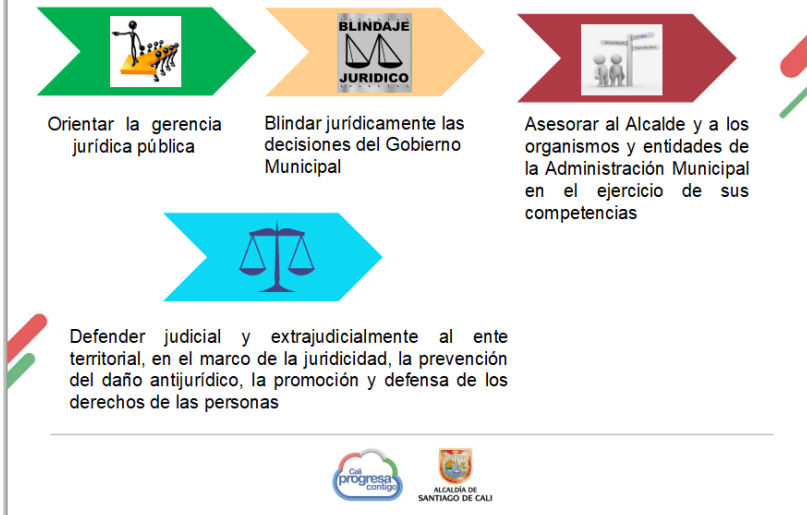 BLINDAJE
JURIDICO
Orientar la gerencia
jurídica pública
Blindar jurídicamente las
decisiones del Gobierno
Municipal
Asesorar al Alcalde y a los
organismos y entidades de
la Administración Municipal
en el ejercicio de sus
competencias
Defender judicial y extrajudicialmente al ente
territorial, en el marco de la juridicidad, la prevención
del daño antijurídico, la promoción y defensa de los
derechos de las personas
Cali
progresa
contigo
ALCALDÍA DE
SANTIAGO DE CALI